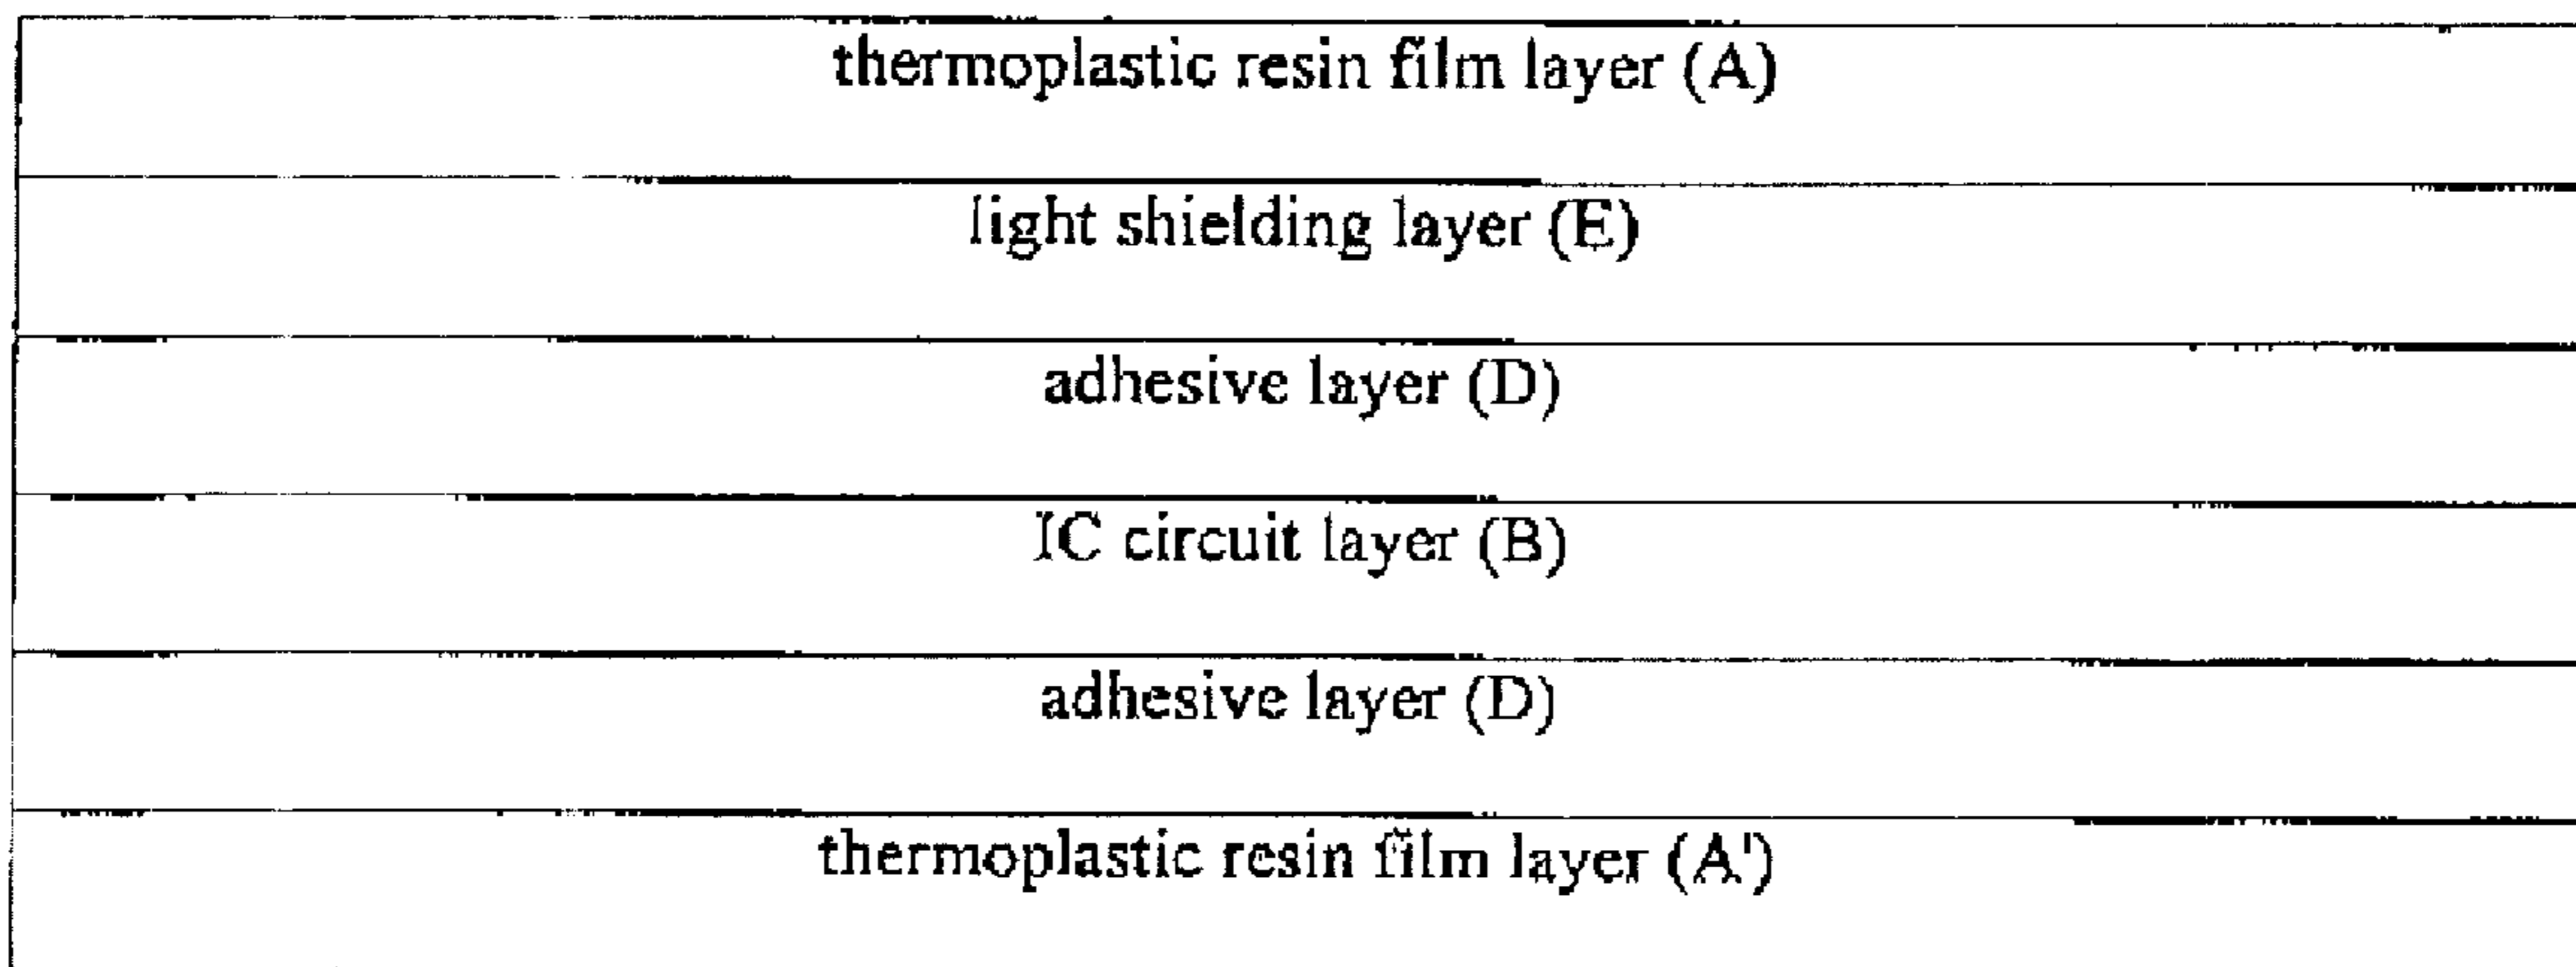 thermoplastic resin film layer (A)
light shielding layer (E)
adhesive layer (D)
IC circuit layer (B)
adhesive layer (D)
thermoplastic resin film layer (A')